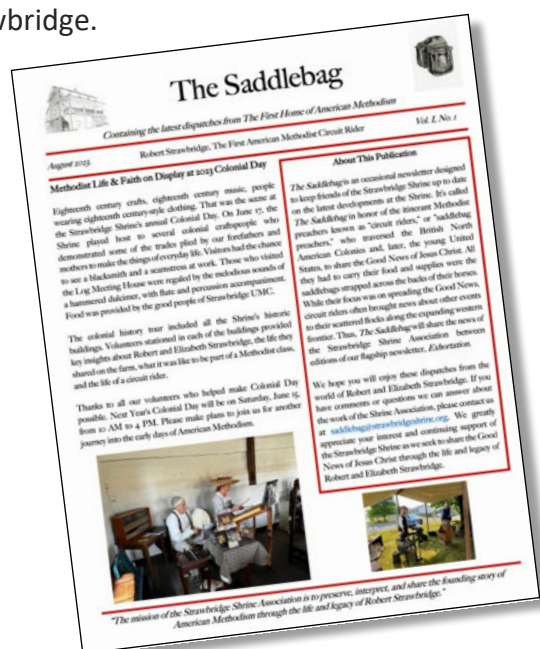 wbridge.
The Saddlebag
Containing the latest dispatches from The First Home of American Methodism
August 2023
Robert Strawbridge, The First American Methodist Circuit Rider
Vol. I, No. 1
Methodist Life & Faith on Display at 2023 Colonial Day
Eighteenth century crafts, eighteenth century music, people
wearing eighteenth century-style clothing. That was the scene at
the Strawbridge Shrine's annual Colonial Day. On June 17, the
Shrine played host to several colonial craftspeople who
demonstrated some of the trades plied by our forefathers and
mothers to make the things of everyday life. Visitors had the chance
to see a blacksmith and a seamstress at work. Those who visited
the Log Meeting House were regaled by the melodious sounds of
a hammered dulcimer, with flute and percussion accompaniment.
Food was provided by the good people of Strawbridge UMC.
The colonial history tour included all the Shrine's historic
buildings. Volunteers stationed in each of the buildings provided
key insights about Robert and Elizabeth Strawbridge, the life they
shared on the farm, what it was like to be part of a Methodist class,
and the life of a circuit rider.
Thanks to all our volunteers who helped make Colonial Day
possible. Next Year's Colonial Day will be on Saturday, June 15,
from 10 AM to 4 PM. Please make plans to join us for another
journey into the early days of American Methodism.
About This Publication
The Saddlebag is an occasional newsletter designed
to keep friends of the Strawbridge Shrine up to date
on the latest developments at the Shrine. It's called
The Saddlebag in honor of the itinerant Methodist
preachers known as "circuit riders," or "saddlebag
preachers," who traversed the British North
American Colonies and, later, the young United
States, to share the Good News of Jesus Christ. All
they had to carry their food and supplies were the
saddlebags strapped across the backs of their horses.
While their focus was on spreading the Good News,
circuit riders often brought news about other events
to their scattered flocks along the expanding western
frontier. Thus, The Saddlebag will share the news of
the Strawbridge Shrine Association between
editions of our flagship newsletter, Exhortation.
We hope you will enjoy these dispatches from the
world of Robert and Elizabeth Strawbridge. If you
have comments or questions we can answer about
the work of the Shrine Association, please contact us
at saddlebag@strawbridgeshrine.org. We greatly
appreciate your interest and continuing support of
the Strawbridge Shrine as we seek to share the Good
News of Jesus Christ through the life and legacy of
Robert and Elizabeth Strawbridge.
"The mission of the Strawbridge Shrine Association is to preserve, interpret, and share the founding story of
American Methodism through the life and legacy of Robert Strawbridge."